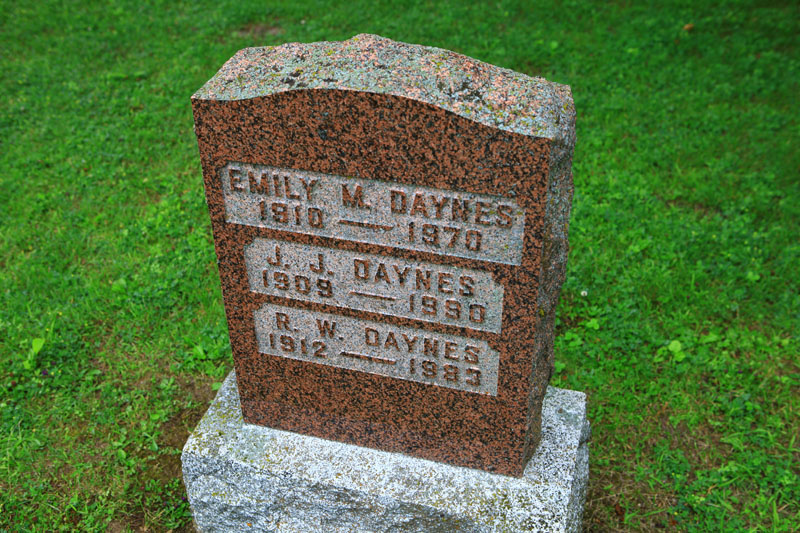 EMILY M. DAYNES
1910 — 1970
J. J. DAYNES
1909 — 1990
R. W. DAYNES
1912 — 1983